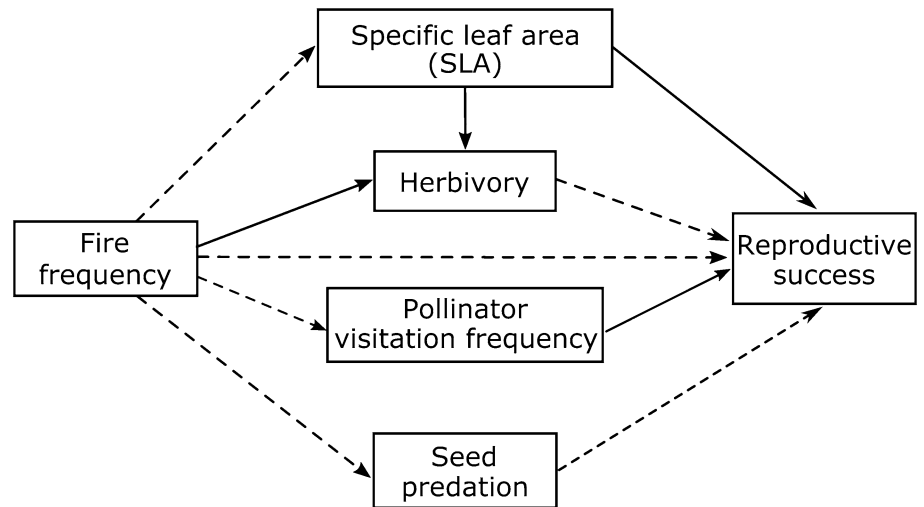 Specific leaf area
(SLA)
Herbivory
Fire
frequency
Reproductive
success
Pollinator
visitation frequency
Seed
predation